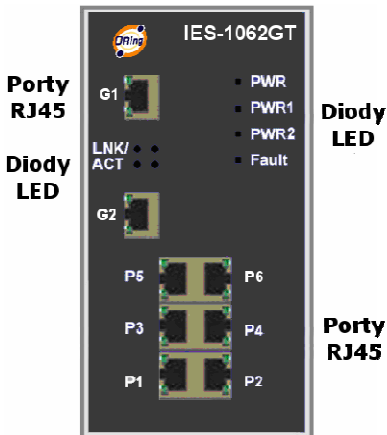 ORing
IES-1062GT
Porty
RJ45
G1
PWR
PWR1
PWR2
Fault
Diody
LED
LNK/
ACT
Diody
LED
G2
P5
P6
P3
P4
P1
P2
Porty
RJ45